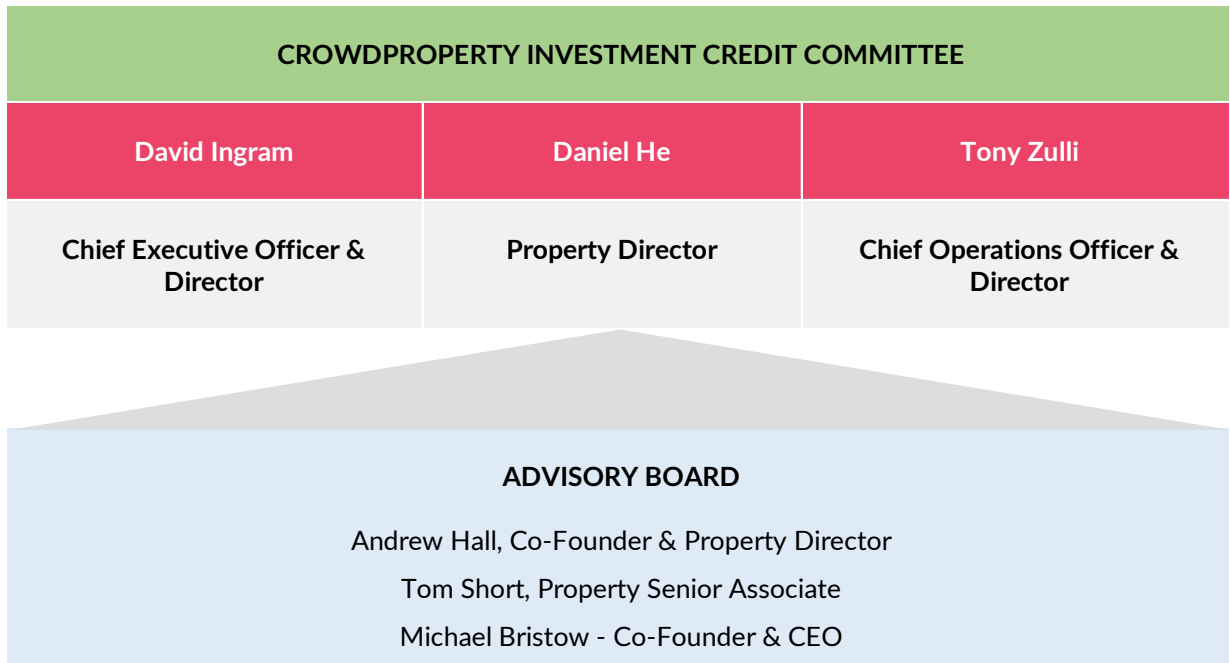 CROWDPROPERTY INVESTMENT CREDIT COMMITTEE
David Ingram
Daniel He
Tony Zulli
Chief Executive Officer &
Director
Property Director
Chief Operations Officer &
Director
ADVISORY BOARD
Andrew Hall, Co-Founder & Property Director
Tom Short, Property Senior Associate
Michael Bristow - Co-Founder & CEO